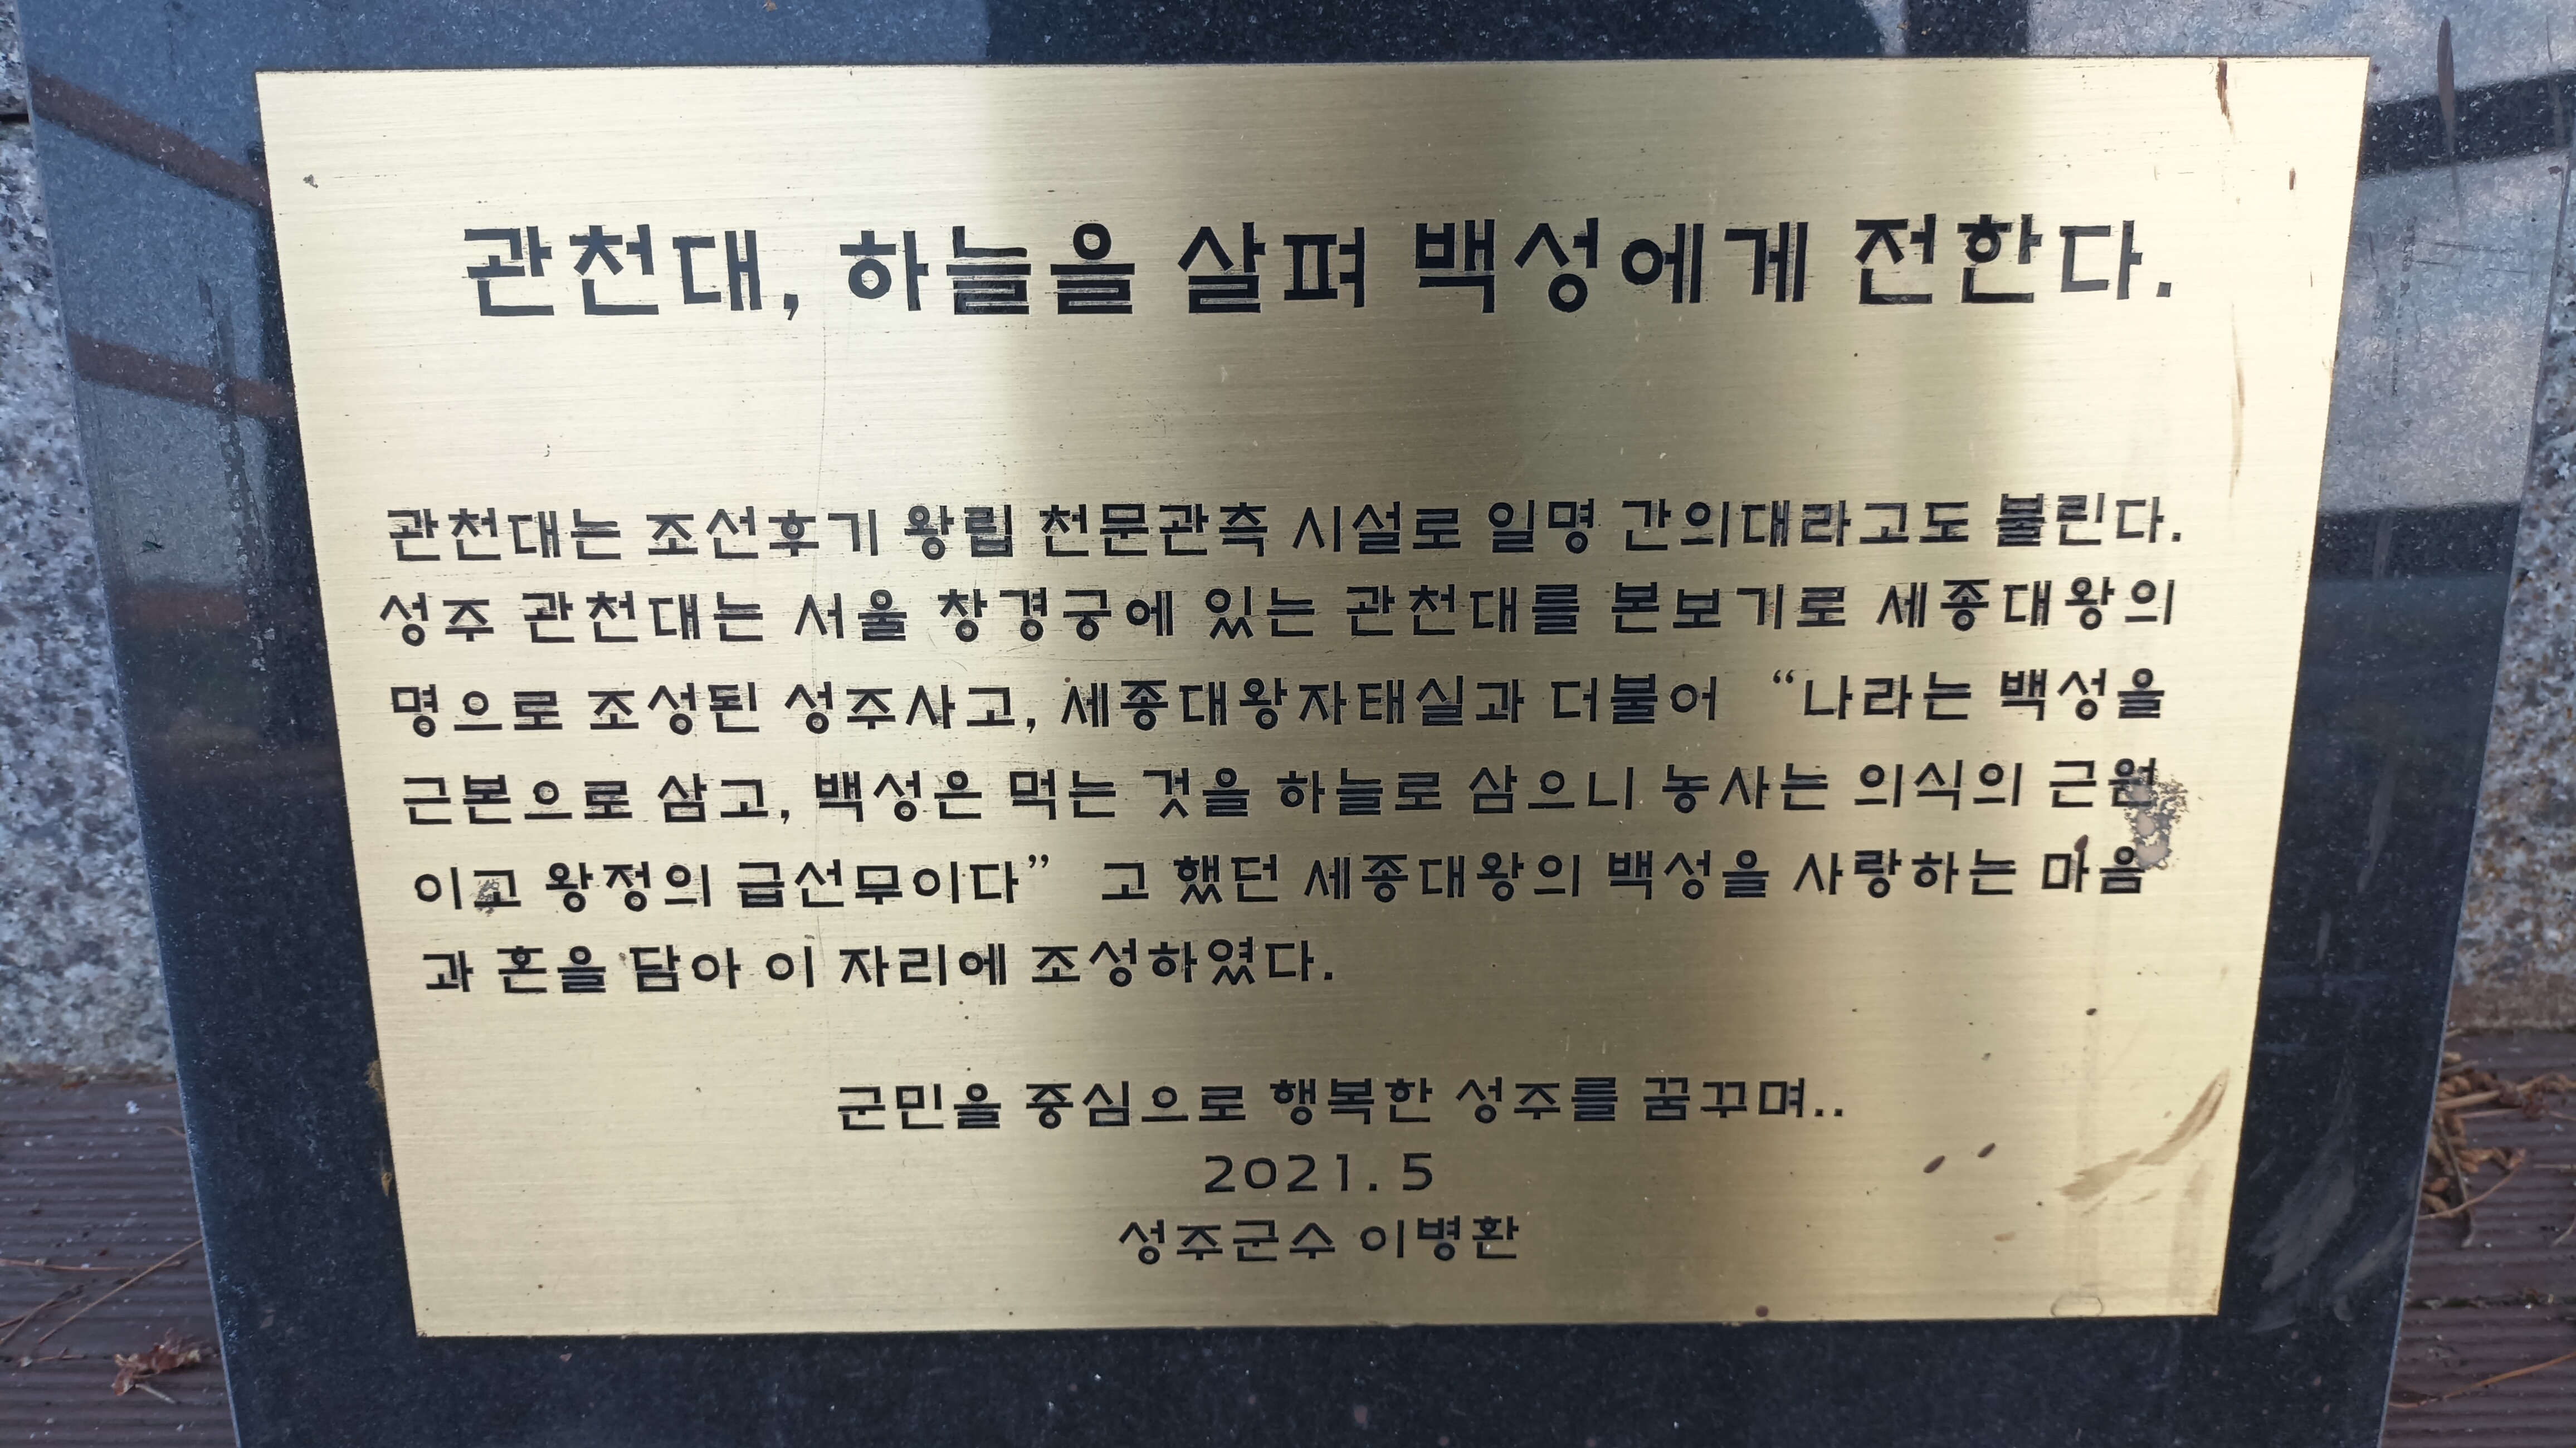 관천대, 하늘을 살펴 백성에게 전한다.
관천대는 조선후기 왕립 천문관측 시설로 일명 간의대라고도 불린다.
성주 관천대는 서울 창경궁에 있는 관천대를 본보기로 세종대왕의
명으로 조성된 성주사고, 세종대왕자태실과 더불어 “나라는 백성을
근본으로 삼고, 백성은 먹는 것을 하늘로 삼으니 농사는 의식의 근원
이고 왕정의 급선무이다” 고 했던 세종대왕의 백성을 사랑하는 마음
과 혼을 담아 이 자리에 조성하였다.
군민을 중심으로 행복한 성주를 꿈꾸며..
2021. 5
성주군수 이병환